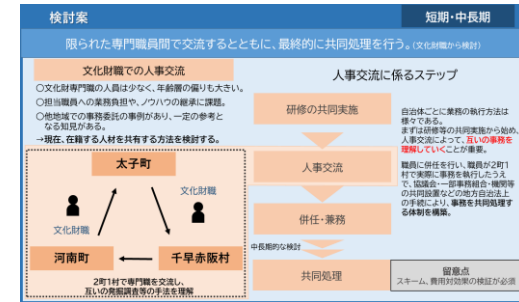 検討案
短期・中長期
限られた専門職員間で交流するとともに、最終的に共同処理を行う。(文化財職から検討)
文化財職での人事交流
○文化財専門職の人員は少なく、年齢層の偏りも大きい。
○担当職員への業務負担や、ノウハウの継承に課題。
○他地域での事務委託の事例があり、一定の参考と
なる知見がある。
→現在、在籍する人材を共有する方法を検討する。
太子町
文化財職
文化財職
河南町
千早赤阪村
2町1村で専門職を交流し、
互いの発掘調査等の手法を理解
人事交流に係るステップ
研修の共同実施
人事交流
併任・兼務
中長期的な検討
共同処理
自治体ごとに業務の執行方法は
様々である。
まずは研修等の共同実施から始め、
人事交流によって、互いの事務を
理解していくことが重要。
職員に併任を行い、職員が2町1
村で実際に事務を執行したうえ
で、協議会・一部事務組合・機関等
の共同設置などの地方自治法上
の手続により、事務を共同処理す
る体制を構築。
留意点
スキーム、費用対効果の検証が必須